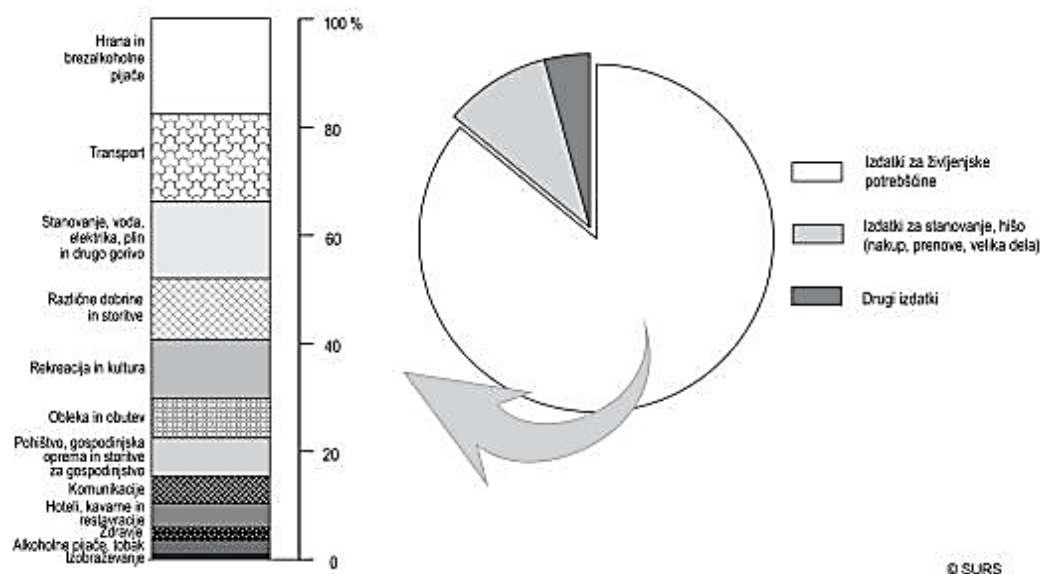 Hrana in
brezalkoholne
pijače
Transport
Stanovanje, voda,
elektrika, plin
in drugo gorivo
Različne dobrine
in storitve
Rekreacija in kultura
Obleka in obutev
Pohištvo, gospodinjska
oprema in storitve
za gospodinjstvo
Komunikacije
Hoteli, kavarne in
restavracije
Zdravje
Alkoholne pijače, tobak
Izobraževanje
100 %
80
60
40
20
0
Izdatki za življenjske
potrebščine
Izdatki za stanovanje, hišo
(nakup, prenove, velika dela)
Drugi izdatki
© SURS